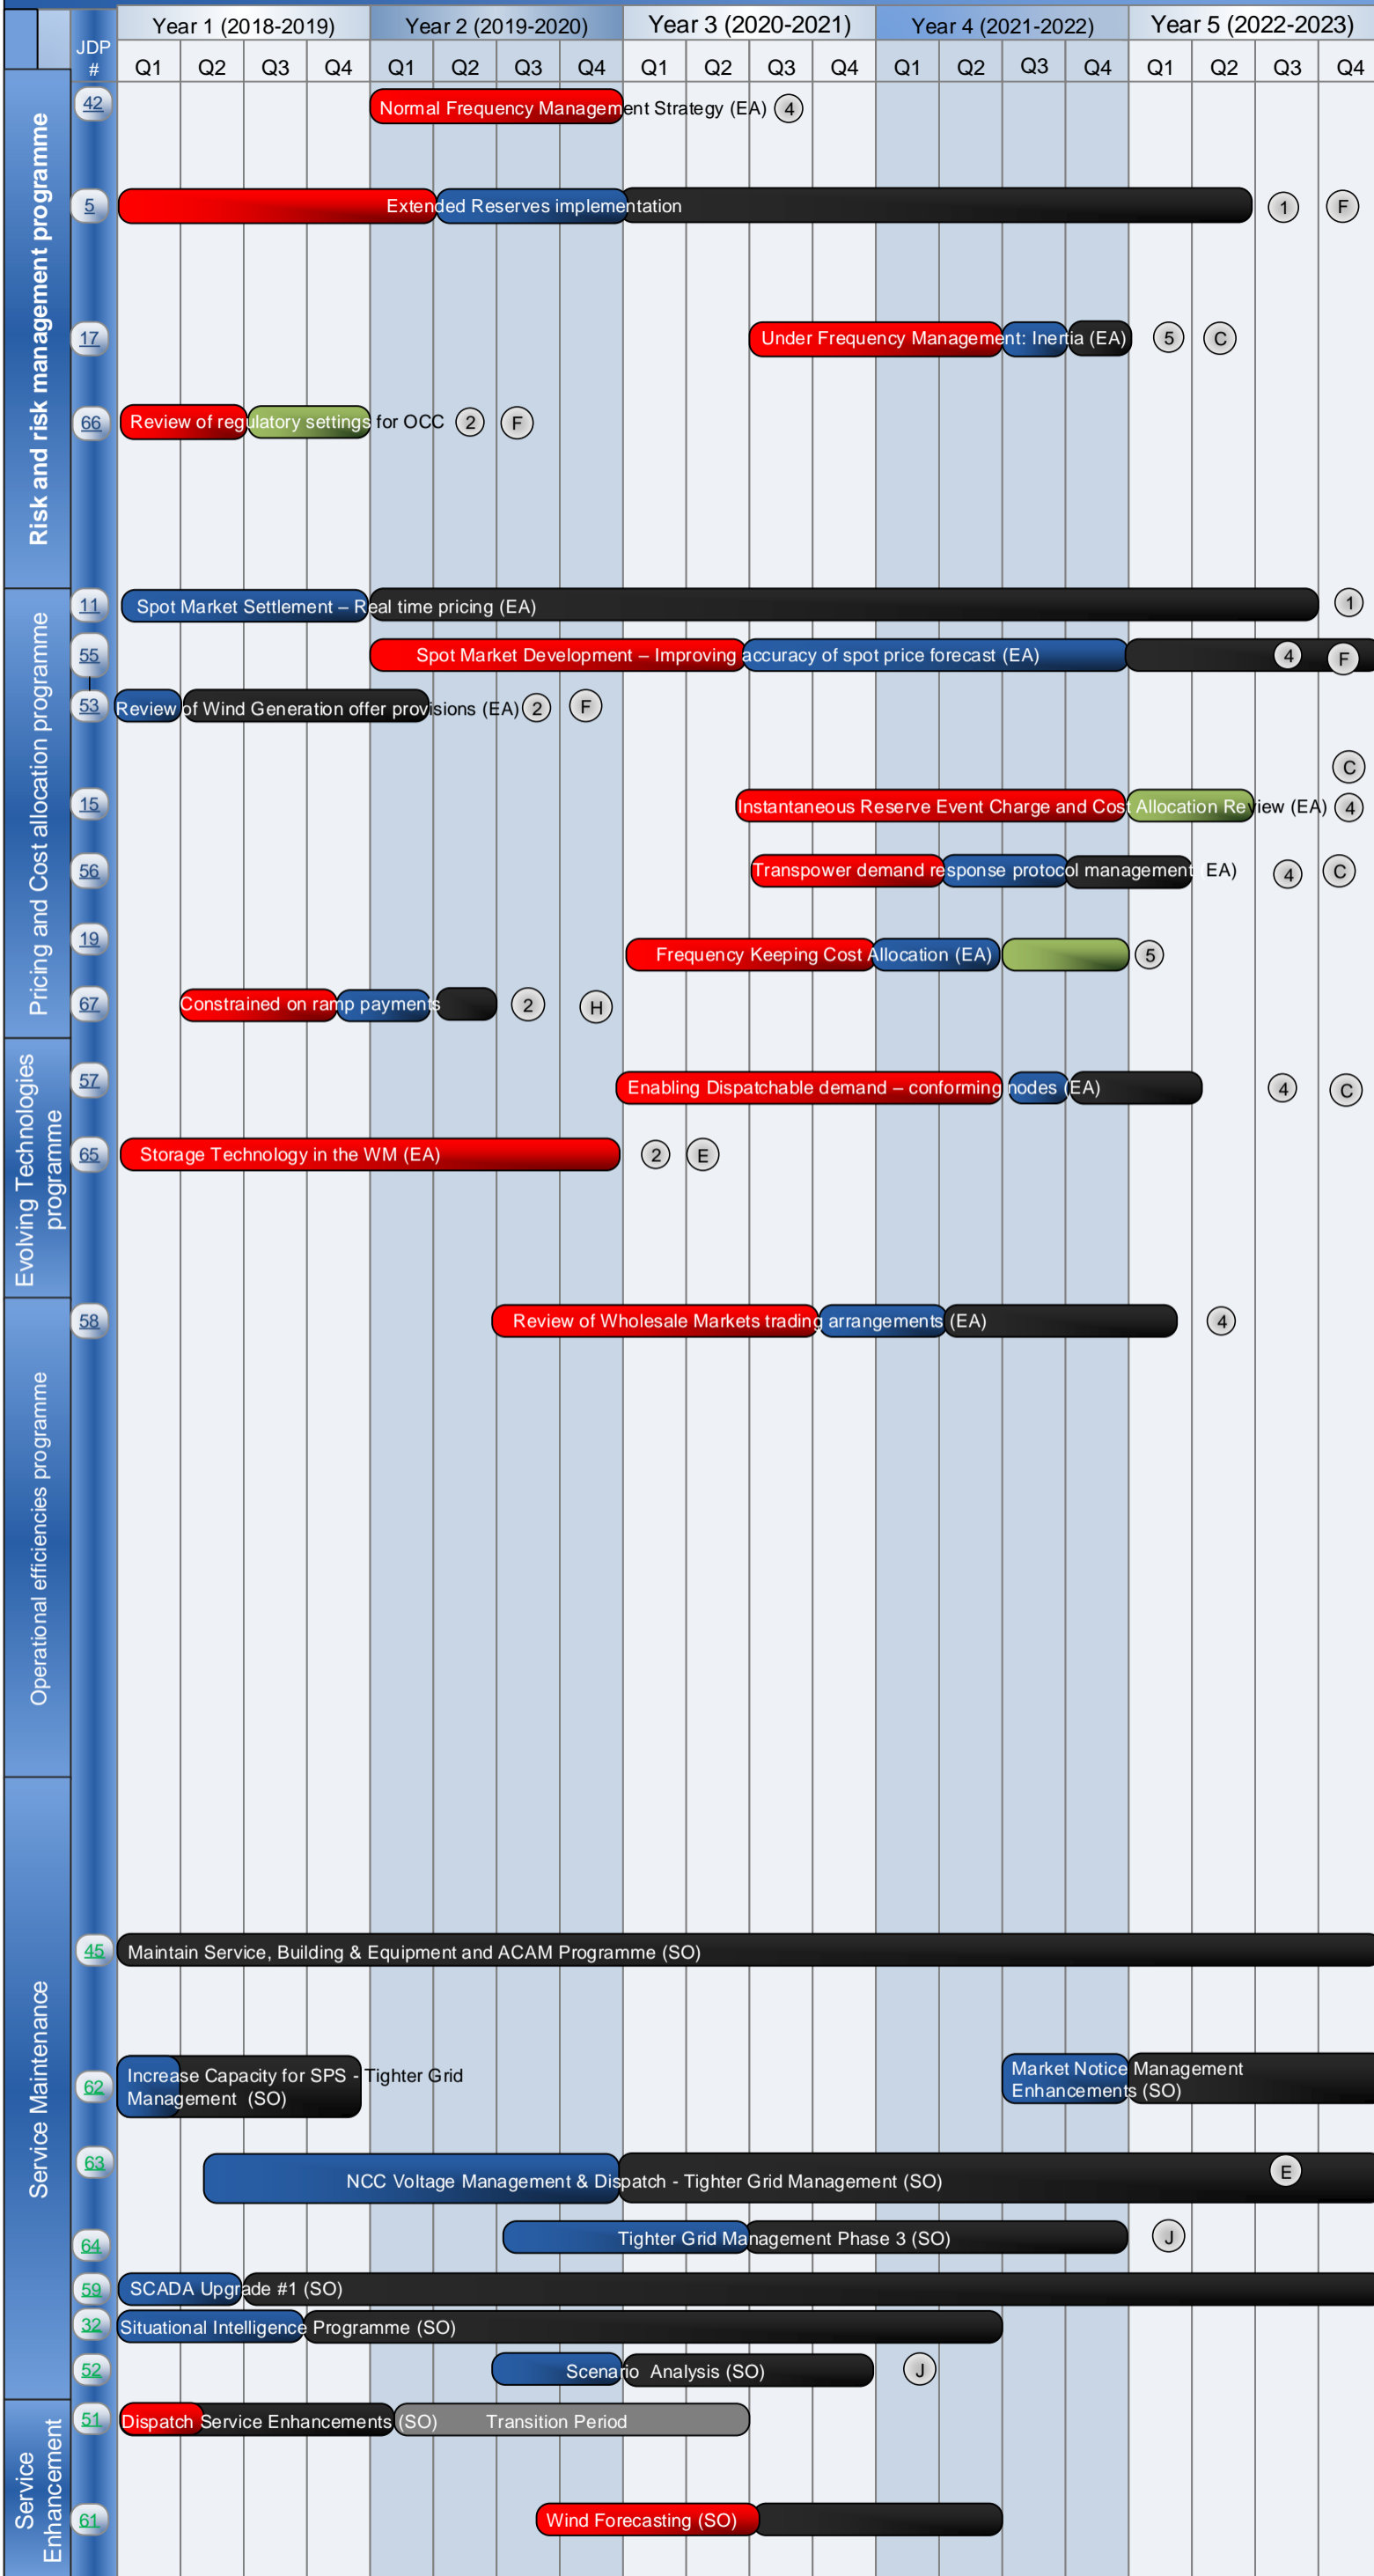 Year 1 (2018-2019)
Year 2 (2019-2020)
Year 3 (2020-2021)
Year 4 (2021-2022)
Year 5 (2022-2023)
JDP
#
Q1 Q2 Q3 Q4 Q1 Q2 Q3 Q4 Q1 Q2 Q3 Q4 Q1 Q2 Q3 Q4 Q1 Q2 Q3 Q4
Risk and risk management programme
42 Normal Frequency Management Strategy (EA) 4
5 Extended Reserves implementation 1 F
17 Under Frequency Management: Inertia (EA) 5 C
66 Review of regulatory settings for OCC 2 F
Pricing and Cost allocation programme
11 Spot Market Settlement – Real time pricing (EA) 1
55 Spot Market Development – Improving accuracy of spot price forecast (EA) 4 F
53 Review of Wind Generation offer provisions (EA) 2 F
C
15 Instantaneous Reserve Event Charge and Cost Allocation Review (EA) 4
56 Transpower demand response protocol management EA) 4 C
19 Frequency Keeping Cost Allocation (EA) 5
67 Constrained on ramp payments 2 H
Evolving Technologies
programme
57 Enabling Dispatchable demand – conforming nodes (EA) 4 C
65 Storage Technology in the WM (EA) 2 E
Operational efficiencies programme
58 Review of Wholesale Markets trading arrangements (EA) 4
Service Maintenance
45 Maintain Service, Building & Equipment and ACAM Programme (SO)
62 Increase Capacity for SPS - Tighter Grid
Management (SO)
Market Notice Management
Enhancements (SO)
63 NCC Voltage Management & Dispatch - Tighter Grid Management (SO) E
64 Tighter Grid Management Phase 3 (SO) J
59 SCADA Upgrade #1 (SO)
32 Situational Intelligence Programme (SO)
52 Scenario Analysis (SO) J
Service
Enhancement
51 Dispatch Service Enhancements (SO) Transition Period
61 Wind Forecasting (SO)